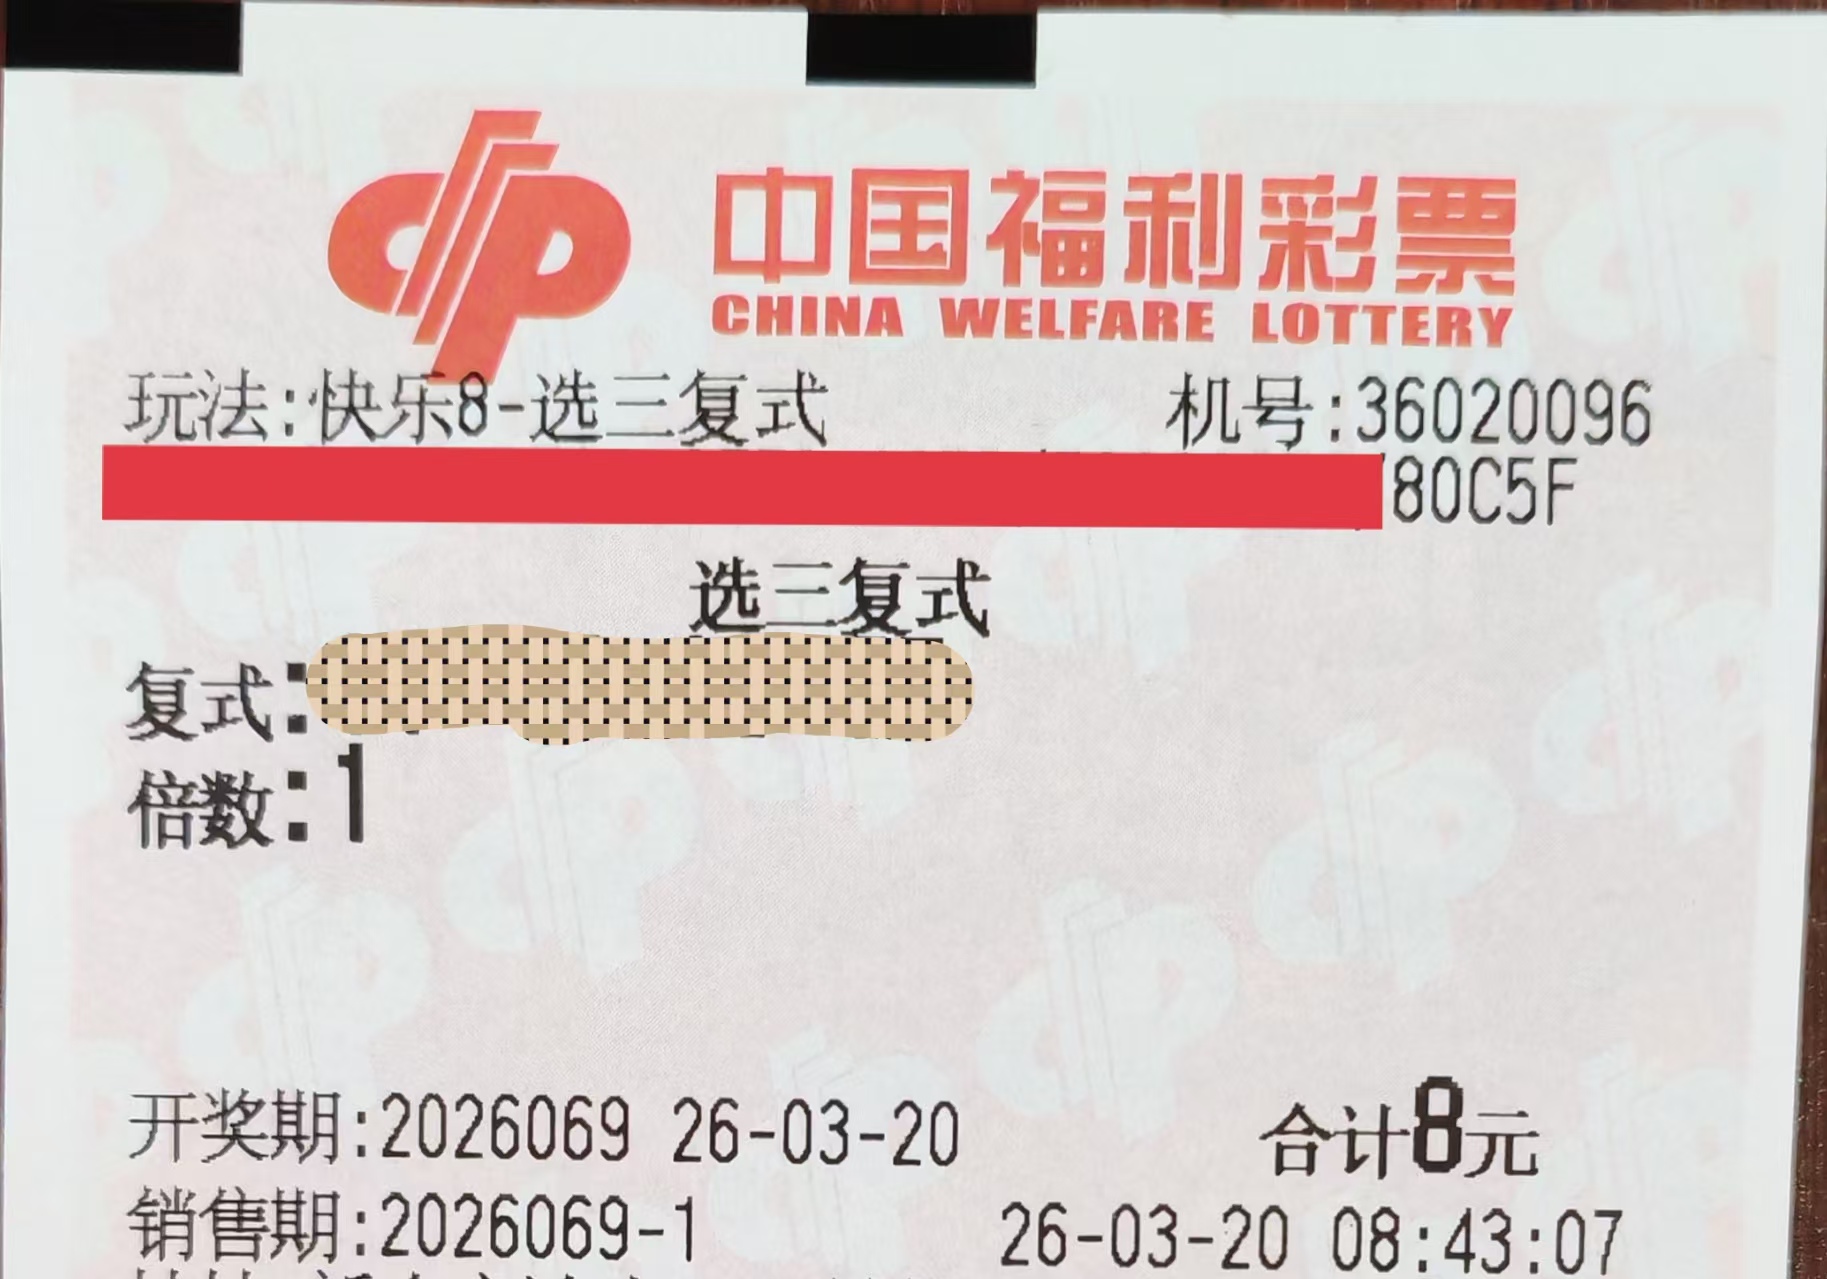 中国福利彩票
CHINA WELFARE LOTTERY
玩法:快乐8-选三复式 机号:36020096
80C5F
选三复式
复式:
倍数:1
开奖期:2026069 26-03-20 合计8元
销售期:2026069-1 26-03-20 08:43:07